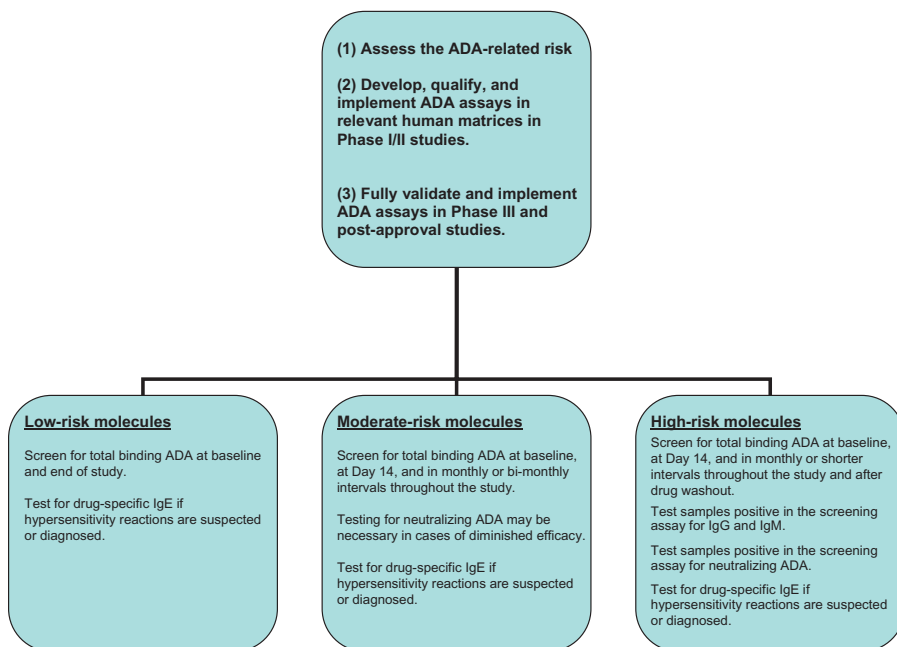 (1) Assess the ADA-related risk
(2) Develop, qualify, and
implement ADA assays in
relevant human matrices in
Phase I/II studies.
(3) Fully validate and implement
ADA assays in Phase III and
post-approval studies.
Low-risk molecules
Screen for total binding ADA at baseline
and end of study.
Test for drug-specific IgE if
hypersensitivity reactions are suspected
or diagnosed.
Moderate-risk molecules
Screen for total binding ADA at baseline,
at Day 14, and in monthly or bi-monthly
intervals throughout the study.
Testing for neutralizing ADA may be
necessary in cases of diminished efficacy.
Test for drug-specific IgE if
hypersensitivity reactions are suspected
or diagnosed.
High-risk molecules
Screen for total binding ADA at baseline,
at Day 14, and in monthly or shorter
intervals throughout the study and after
drug washout.
Test samples positive in the screening
assay for IgG and IgM.
Test samples positive in the screening
assay for neutralizing ADA.
Test for drug-specific IgE if
hypersensitivity reactions are suspected
or diagnosed.